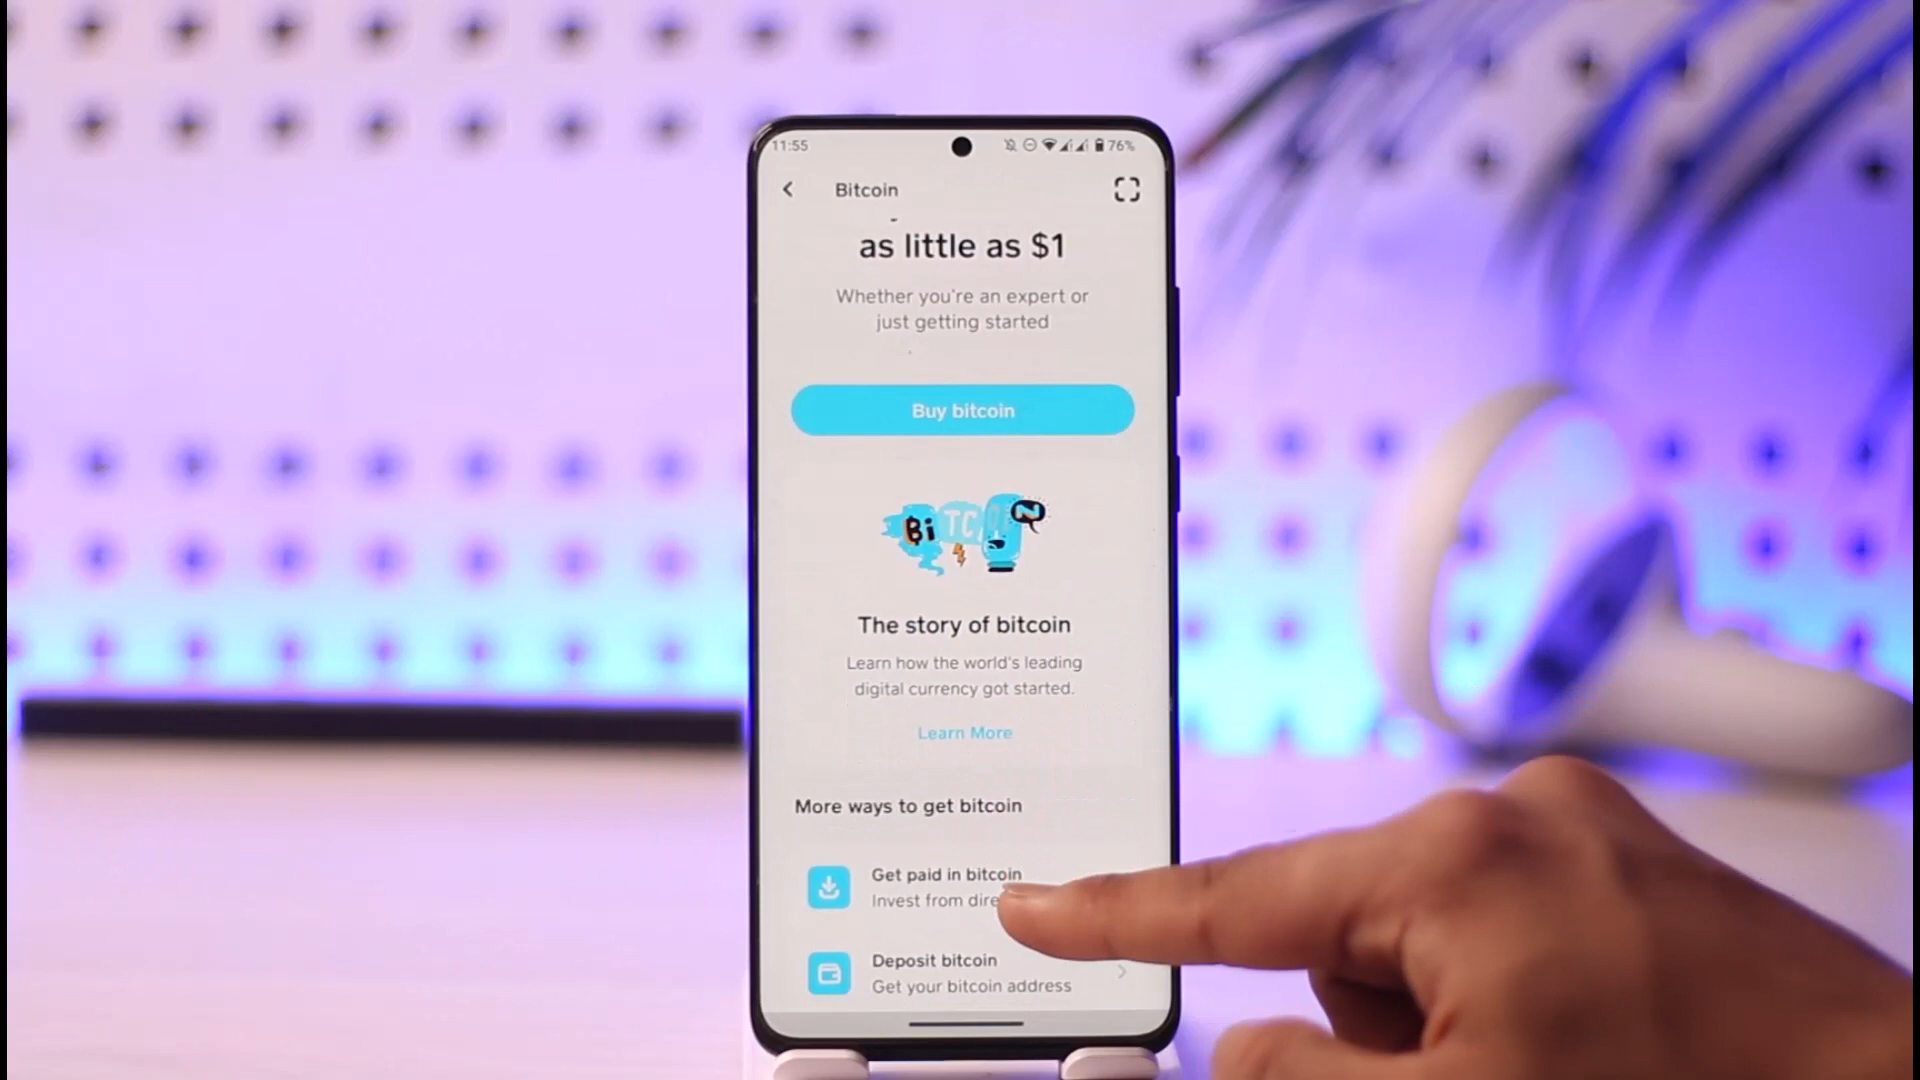 11:55
76%
Bitcoin
as little as $1
Whether you're an expert or
just getting started
Buy bitcoin
BiTC
The story of bitcoin
Learn how the world's leading
digital currency got started.
Learn More
More ways to get bitcoin
Get paid in bitcoin
Invest from
Deposit bitcoin
Get your bitcoin address